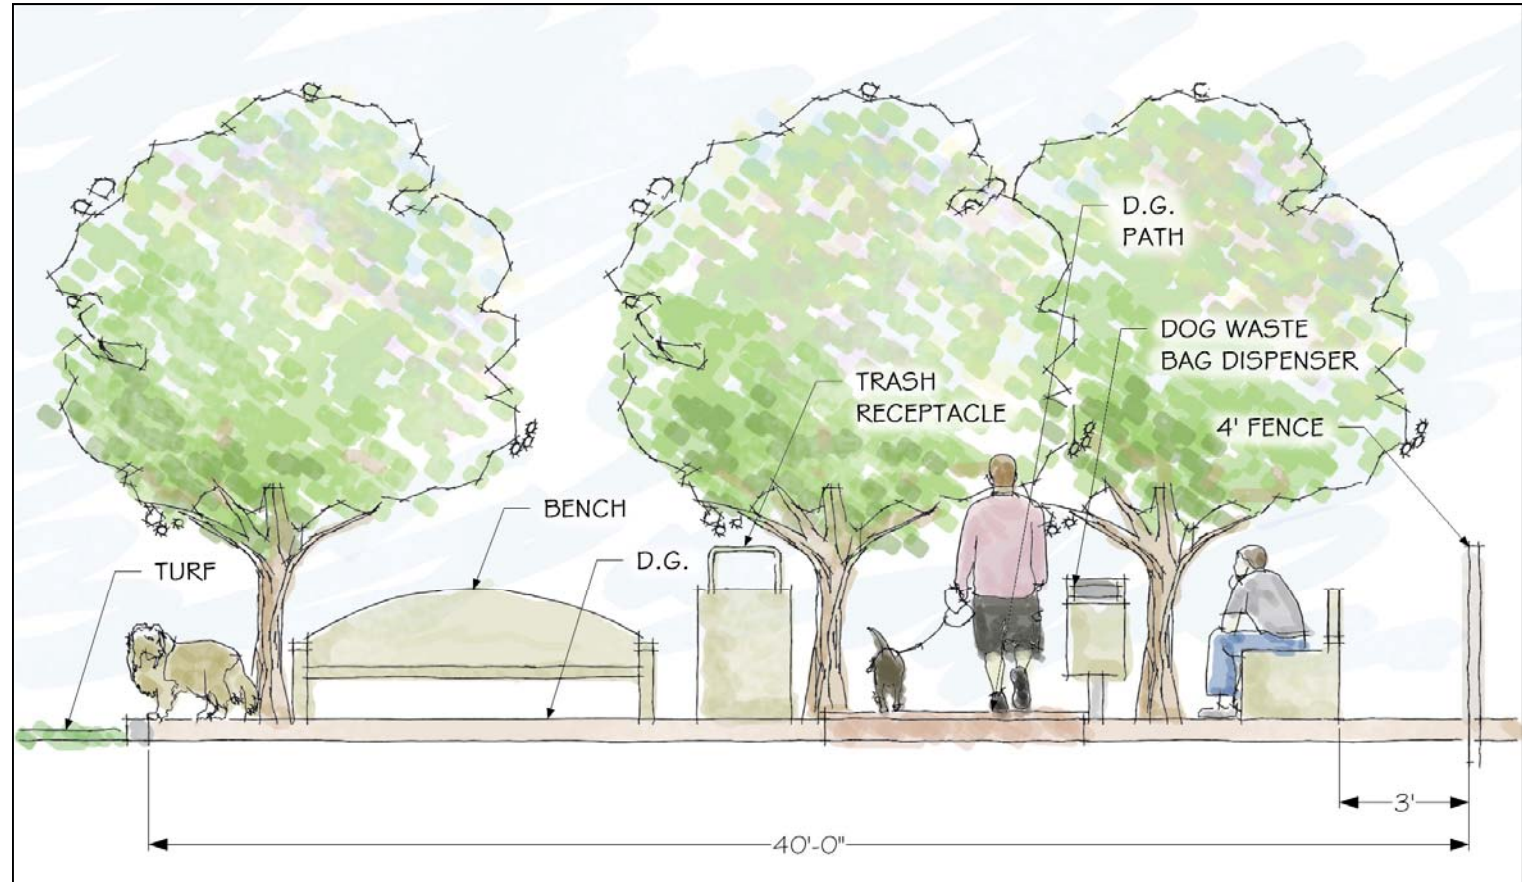 D.G.
PATH
DOG WASTE
BAG DISPENSER
TRASH
RECEPTACLE
4' FENCE
BENCH
D.G.
TURF
3'
40'-0"